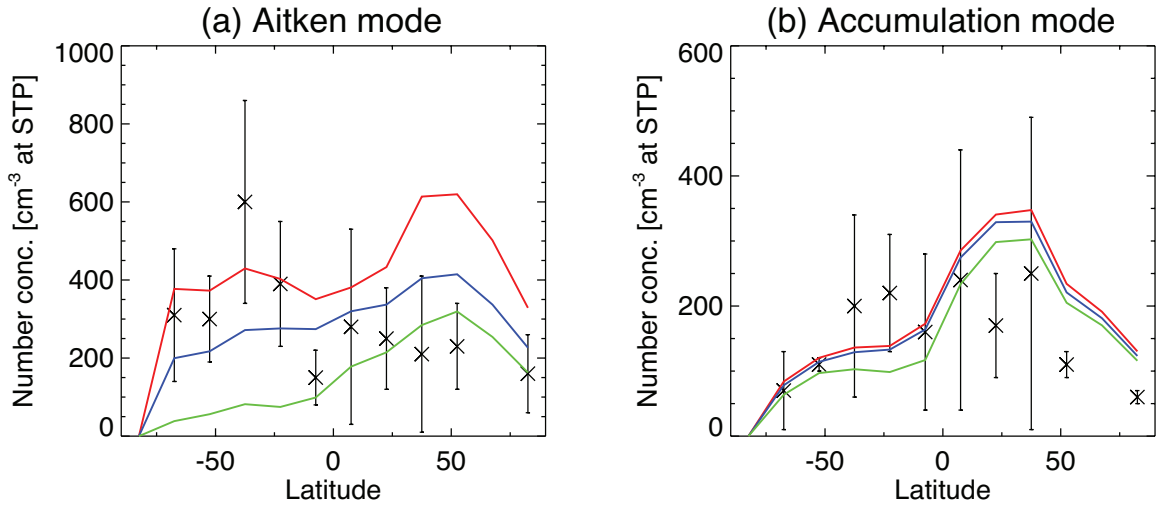 (a) Aitken mode
Number conc. [cm⁻³ at STP]
1000
800
600
400
200
0
-50
0
50
Latitude
(b) Accumulation mode
Number conc. [cm⁻³ at STP]
600
400
200
0
-50
0
50
Latitude